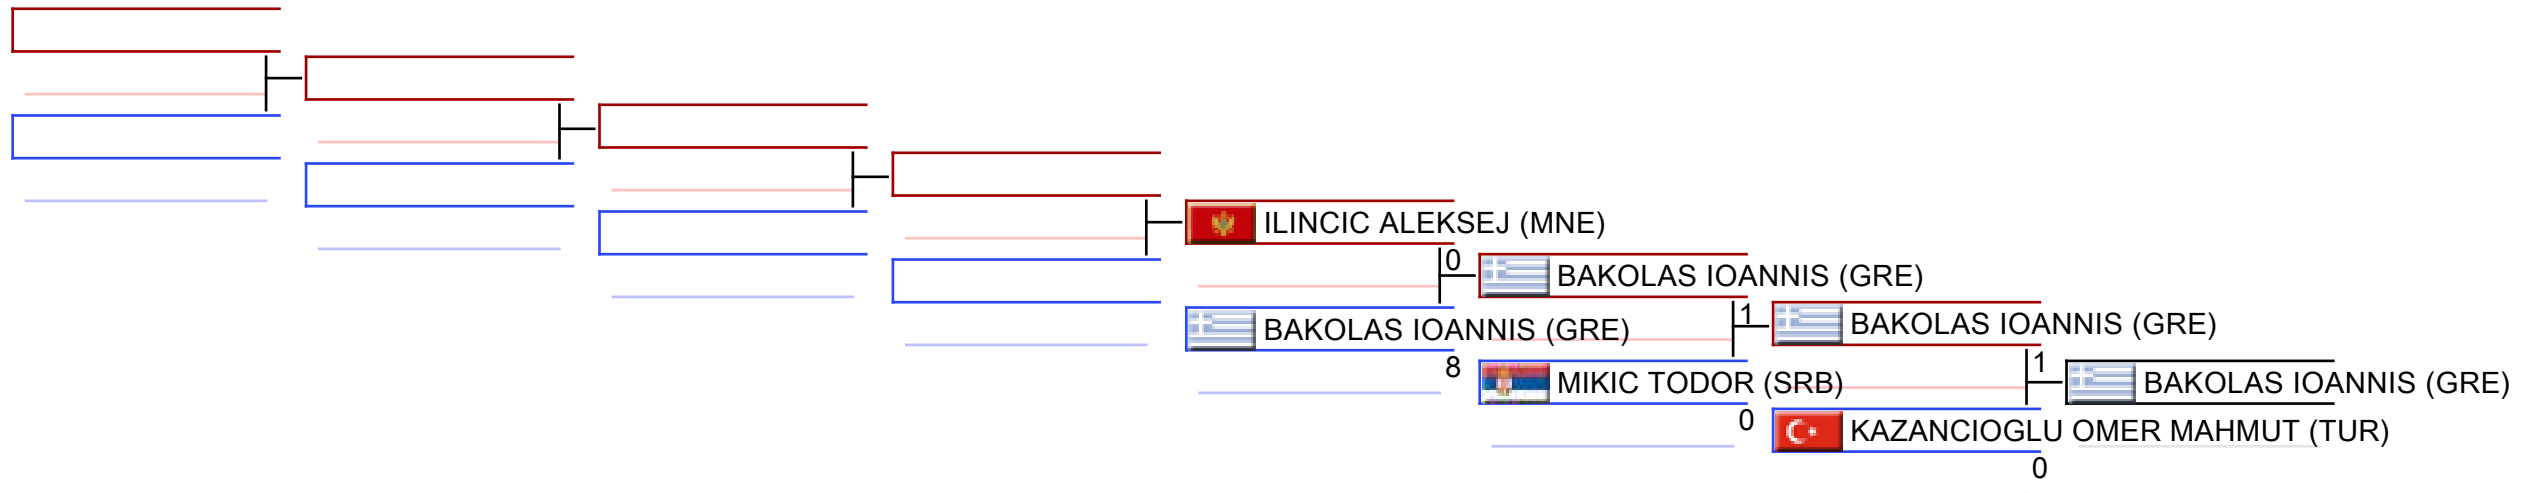 ILINCIC ALEKSEJ (MNE)
0
BAKOLAS IOANNIS (GRE)
BAKOLAS IOANNIS (GRE)
8
1
MIKIC TODOR (SRB)
0
BAKOLAS IOANNIS (GRE)
1
KAZANCIOGLU OMER MAHMUT (TUR)
0
BAKOLAS IOANNIS (GRE)